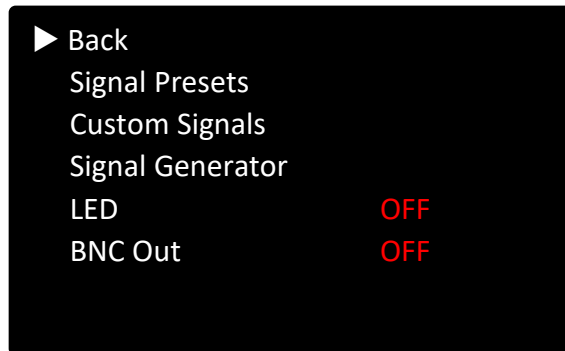 Back
Signal Presets
Custom Signals
Signal Generator
LED OFF
BNC Out OFF